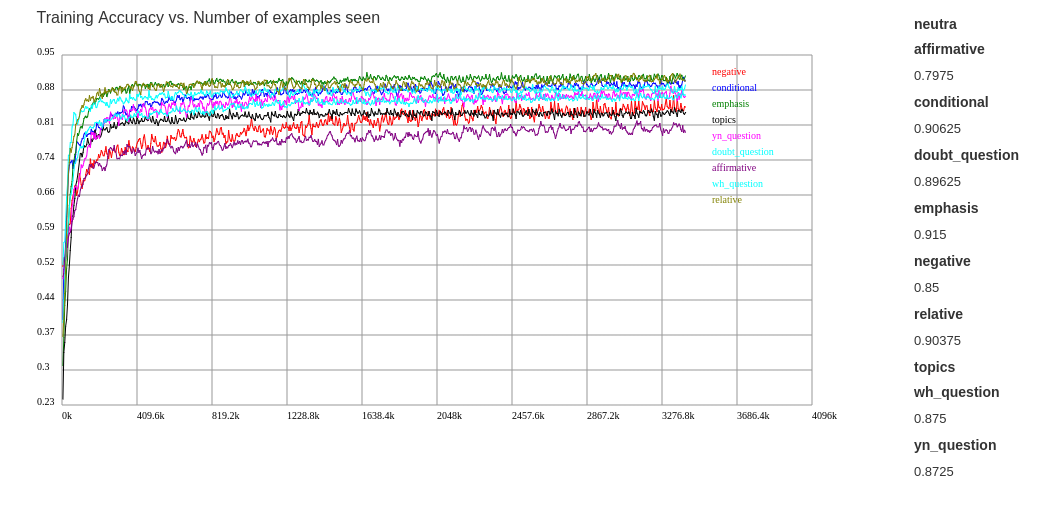 Training Accuracy vs. Number of examples seen
0.95
0.88
0.81
0.74
0.66
0.59
0.52
0.44
0.37
0.3
0.23
0k
409.6k
819.2k
1228.8k
1638.4k
2048k
2457.6k
2867.2k
3276.8k
3686.4k
4096k
negative
conditional
emphasis
topics
yn_question
doubt_question
affirmative
wh_question
relative
neutra
affirmative
0.7975
conditional
0.90625
doubt_question
0.89625
emphasis
0.915
negative
0.85
relative
0.90375
topics
wh_question
0.875
yn_question
0.8725